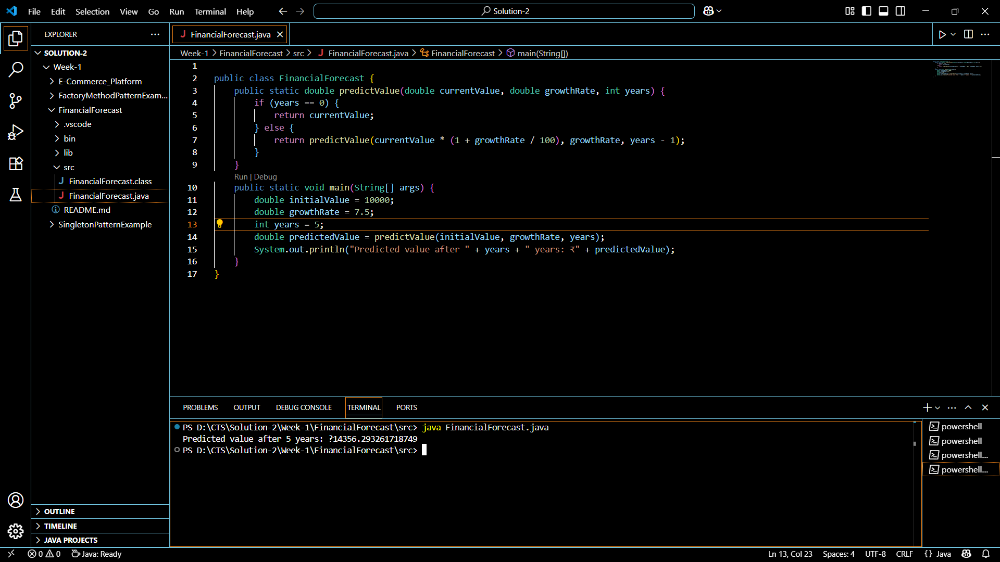 File Edit Selection View Go Run Terminal Help
Solution-2
EXPLORER
SOLUTION-2
Week-1
E-Commerce_Platform
FactoryMethodPatternExam...
FinancialForecast
.vscode
bin
lib
src
FinancialForecast.class
FinancialForecast.java
README.md
SingletonPatternExample
OUTLINE
TIMELINE
JAVA PROJECTS
FinancialForecast.java
Week-1 > FinancialForecast > src > FinancialForecast.java > FinancialForecast > main(String[])
1
2 public class FinancialForecast {
3 public static double predictValue(double currentValue, double growthRate, int years) {
4 if (years == 0) {
5 return currentValue;
6 } else {
7 return predictValue(currentValue * (1 + growthRate / 100), growthRate, years - 1);
8 }
9 }
Run | Debug
10 public static void main(String[] args) {
11 double initialValue = 10000;
12 double growthRate = 7.5;
13 int years = 5;
14 double predictedValue = predictValue(initialValue, growthRate, years);
15 System.out.println("Predicted value after " + years + " years: ₹" + predictedValue);
16 }
17 }
PROBLEMS OUTPUT DEBUG CONSOLE TERMINAL PORTS
PS D:\CTS\Solution-2\Week-1\FinancialForecast\src> java FinancialForecast.java
Predicted value after 5 years: ?14356.293261718749
PS D:\CTS\Solution-2\Week-1\FinancialForecast\src>
powershell
powershell
powershell...
powershell...
0 0 Java: Ready
Ln 13, Col 23 Spaces: 4 UTF-8 CRLF {} Java